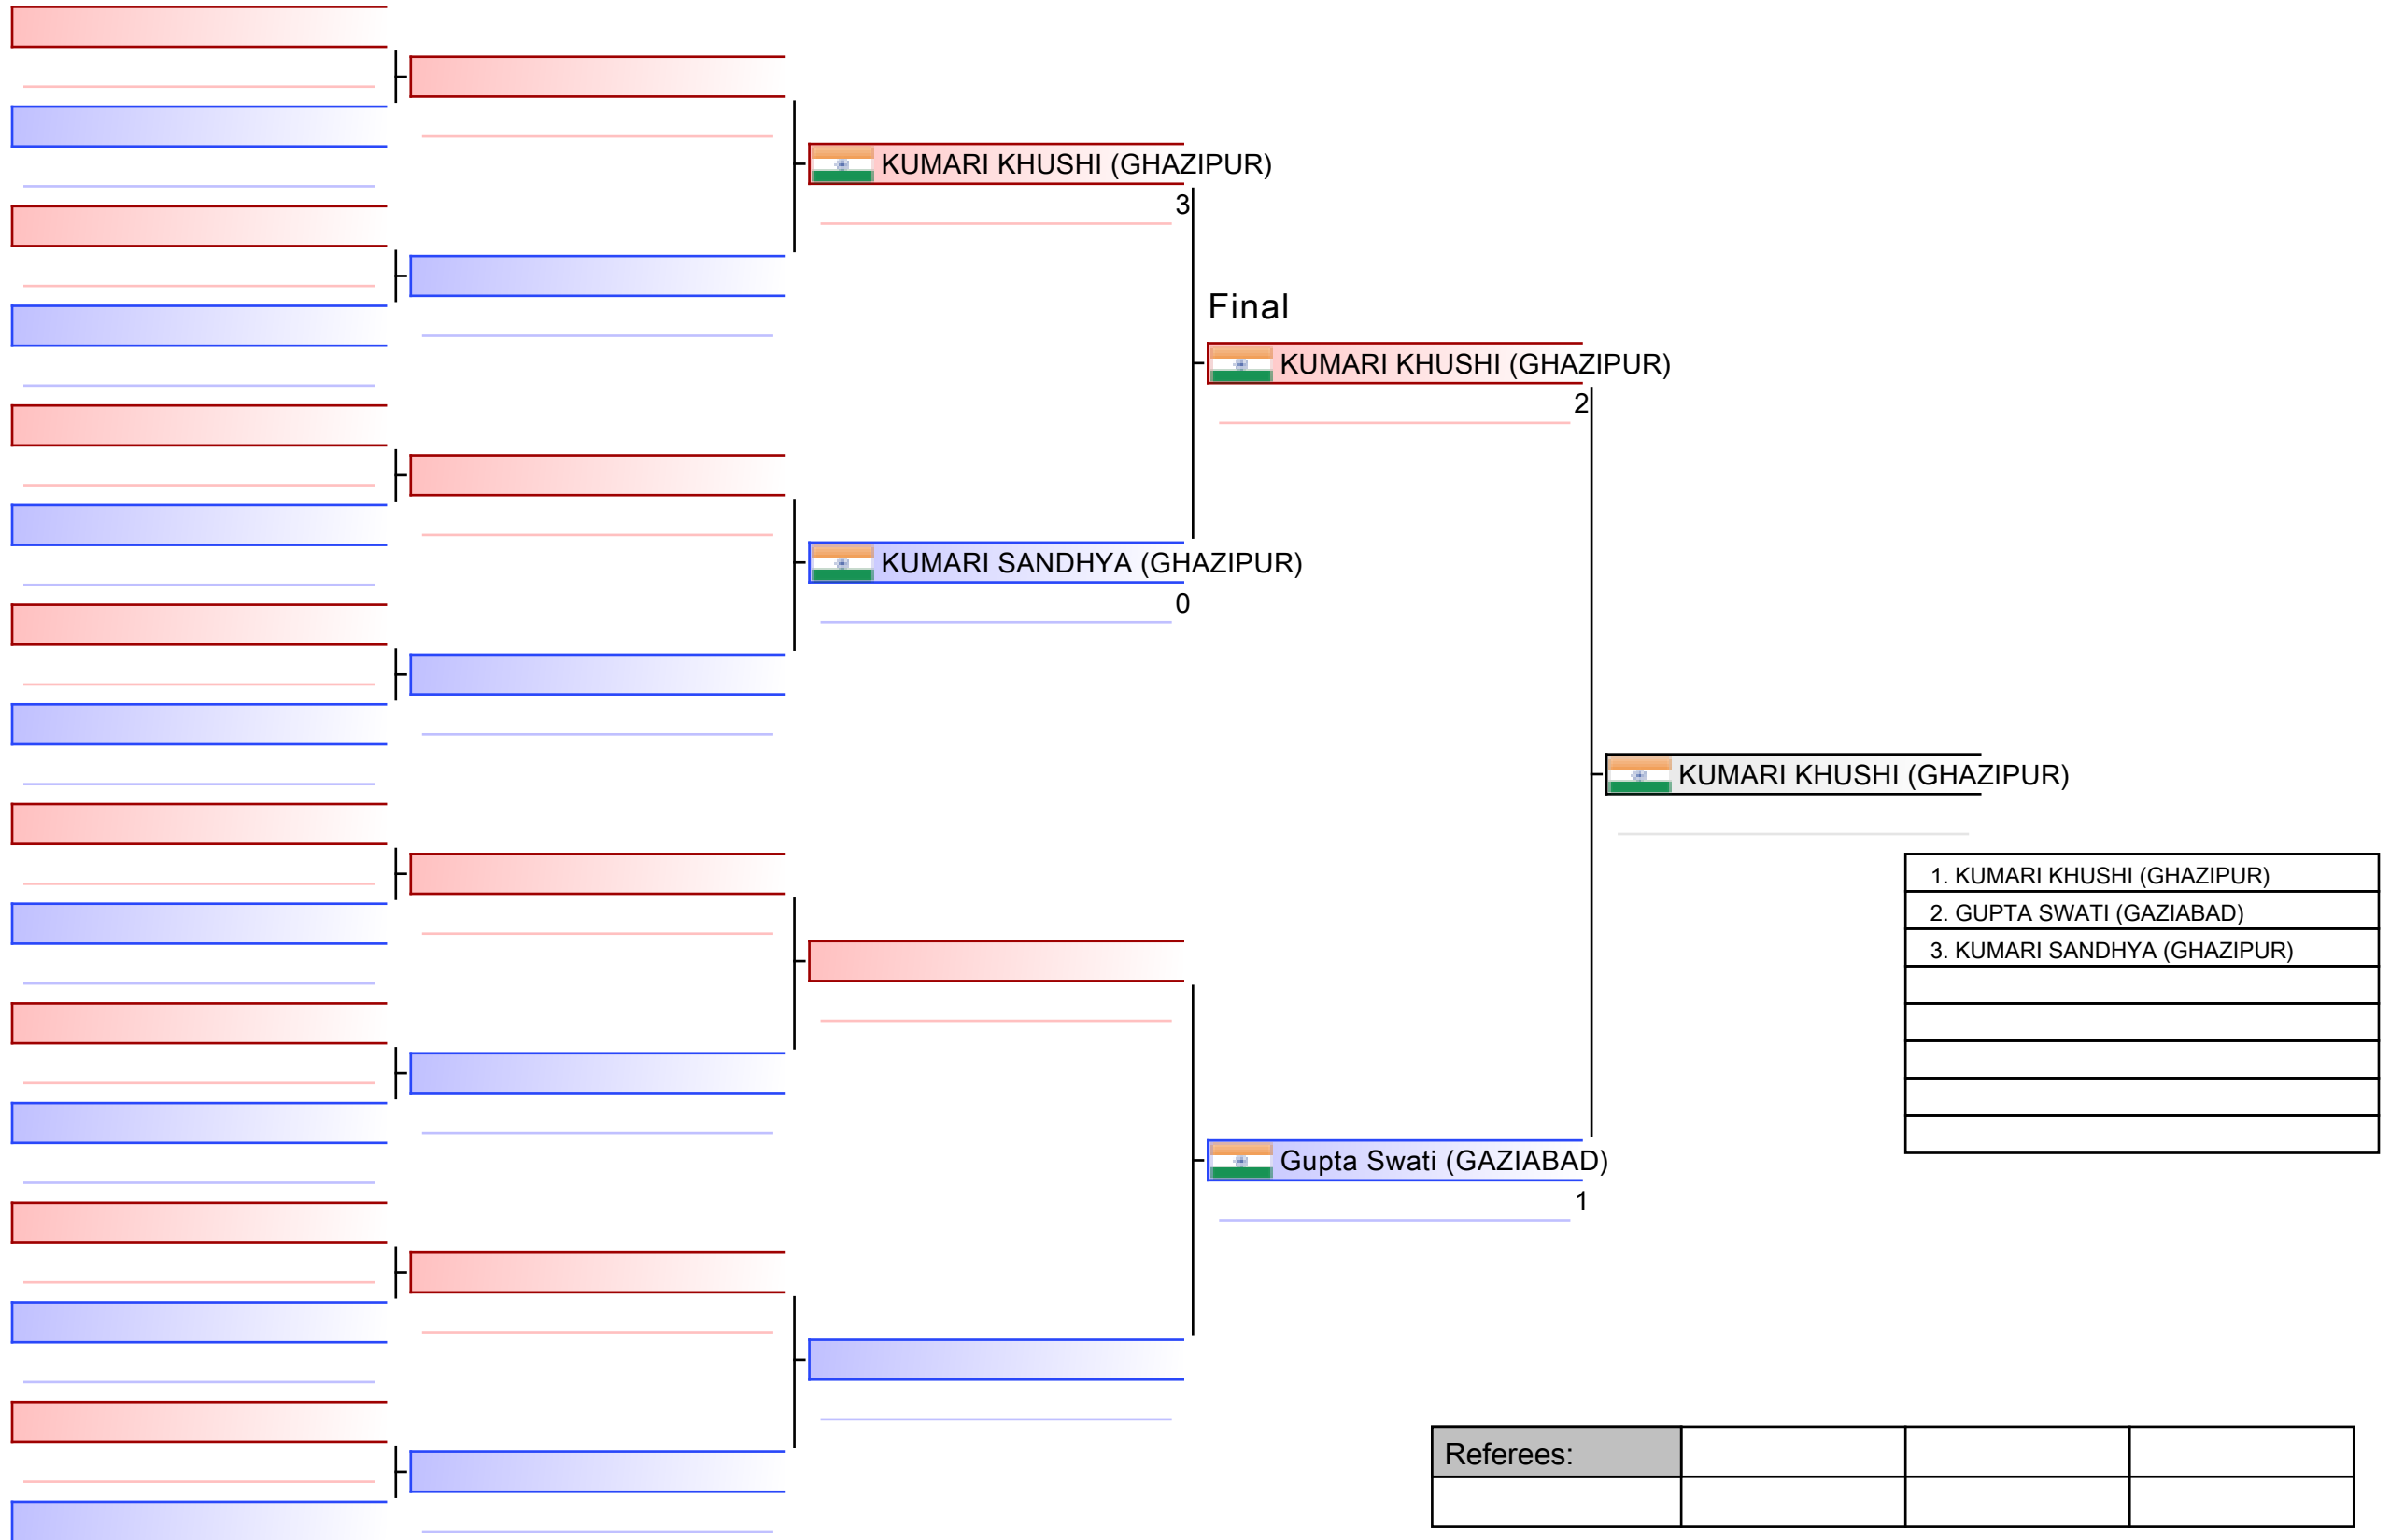 KUMARI KHUSHI (GHAZIPUR)
3
Final
KUMARI KHUSHI (GHAZIPUR)
2
KUMARI SANDHYA (GHAZIPUR)
0
KUMARI KHUSHI (GHAZIPUR)
1. KUMARI KHUSHI (GHAZIPUR)
2. GUPTA SWATI (GAZIABAD)
3. KUMARI SANDHYA (GHAZIPUR)
Gupta Swati (GAZIABAD)
1
Referees: